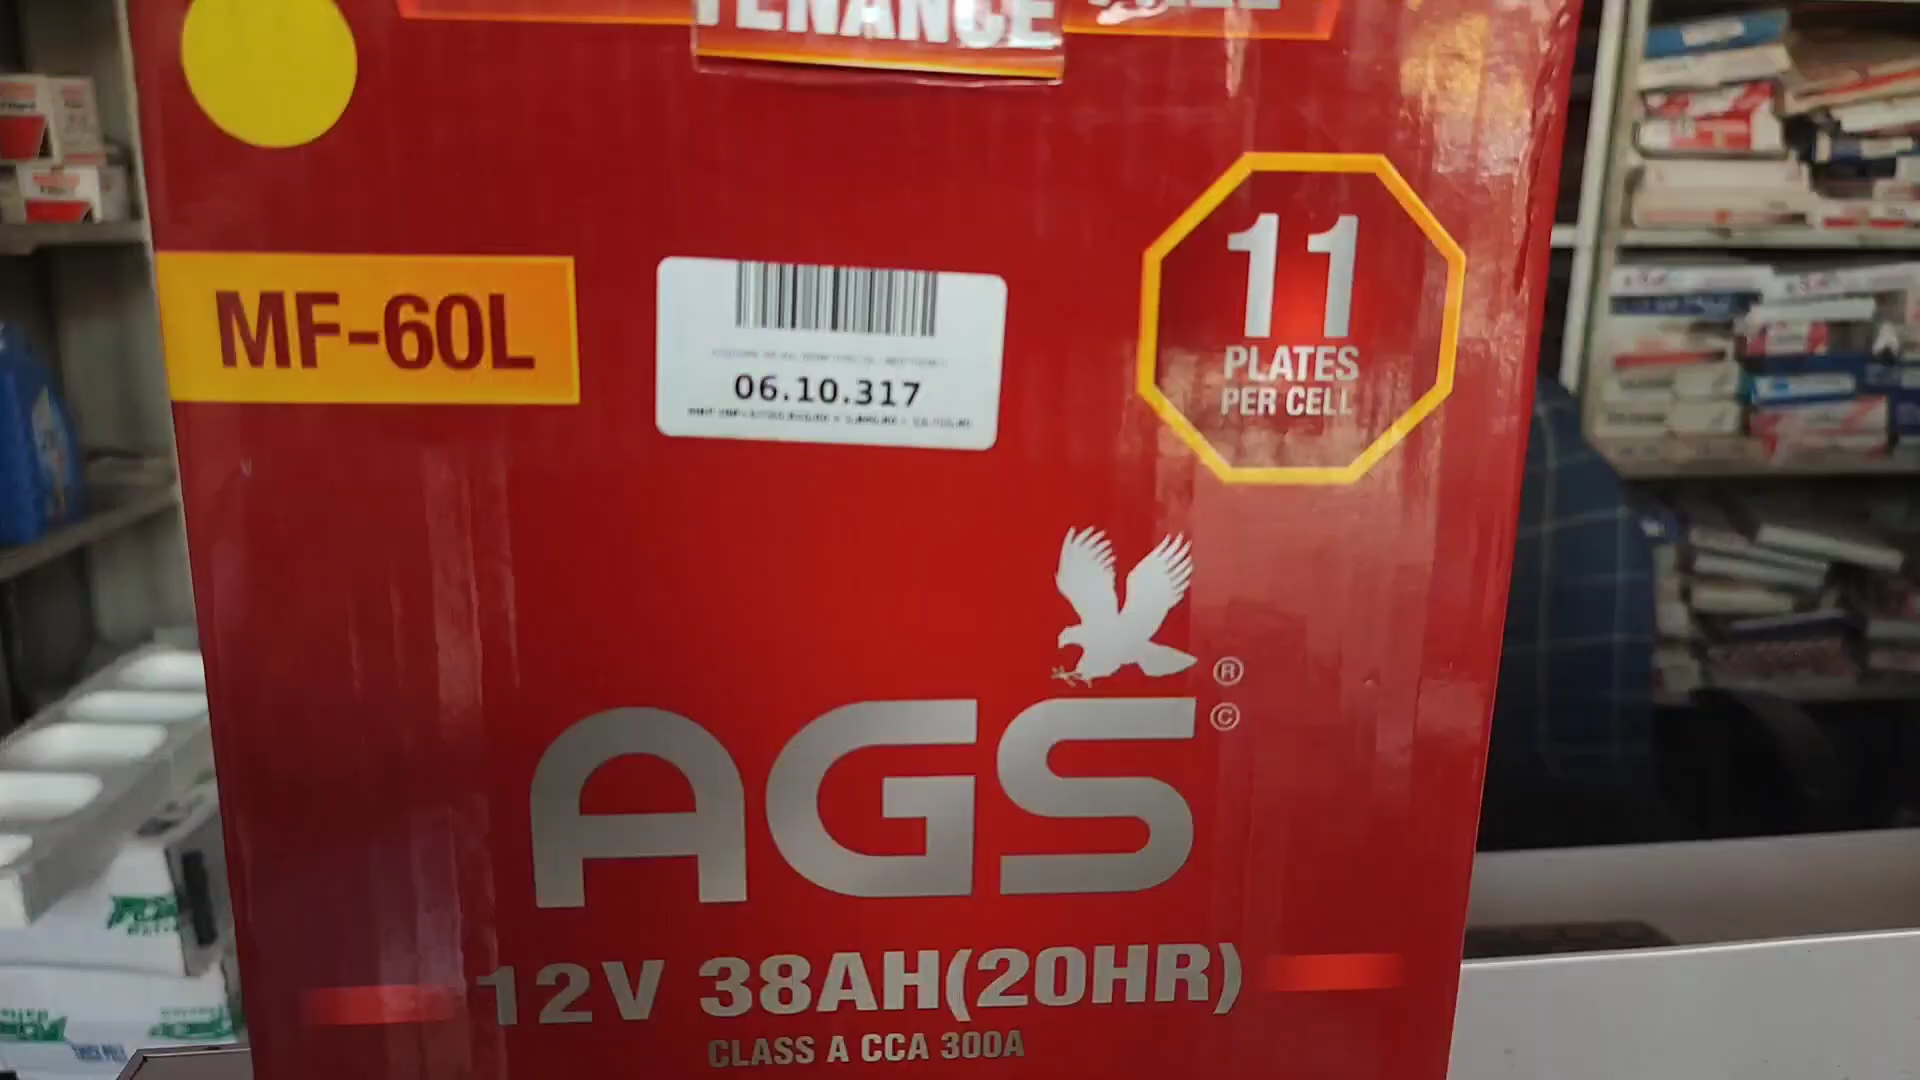 TENANCE
11
PLATES
PER CELL
MF-60L
06.10.317
® 
©
AGS
12V 38AH(20HR)
CLASS A CCA 300A